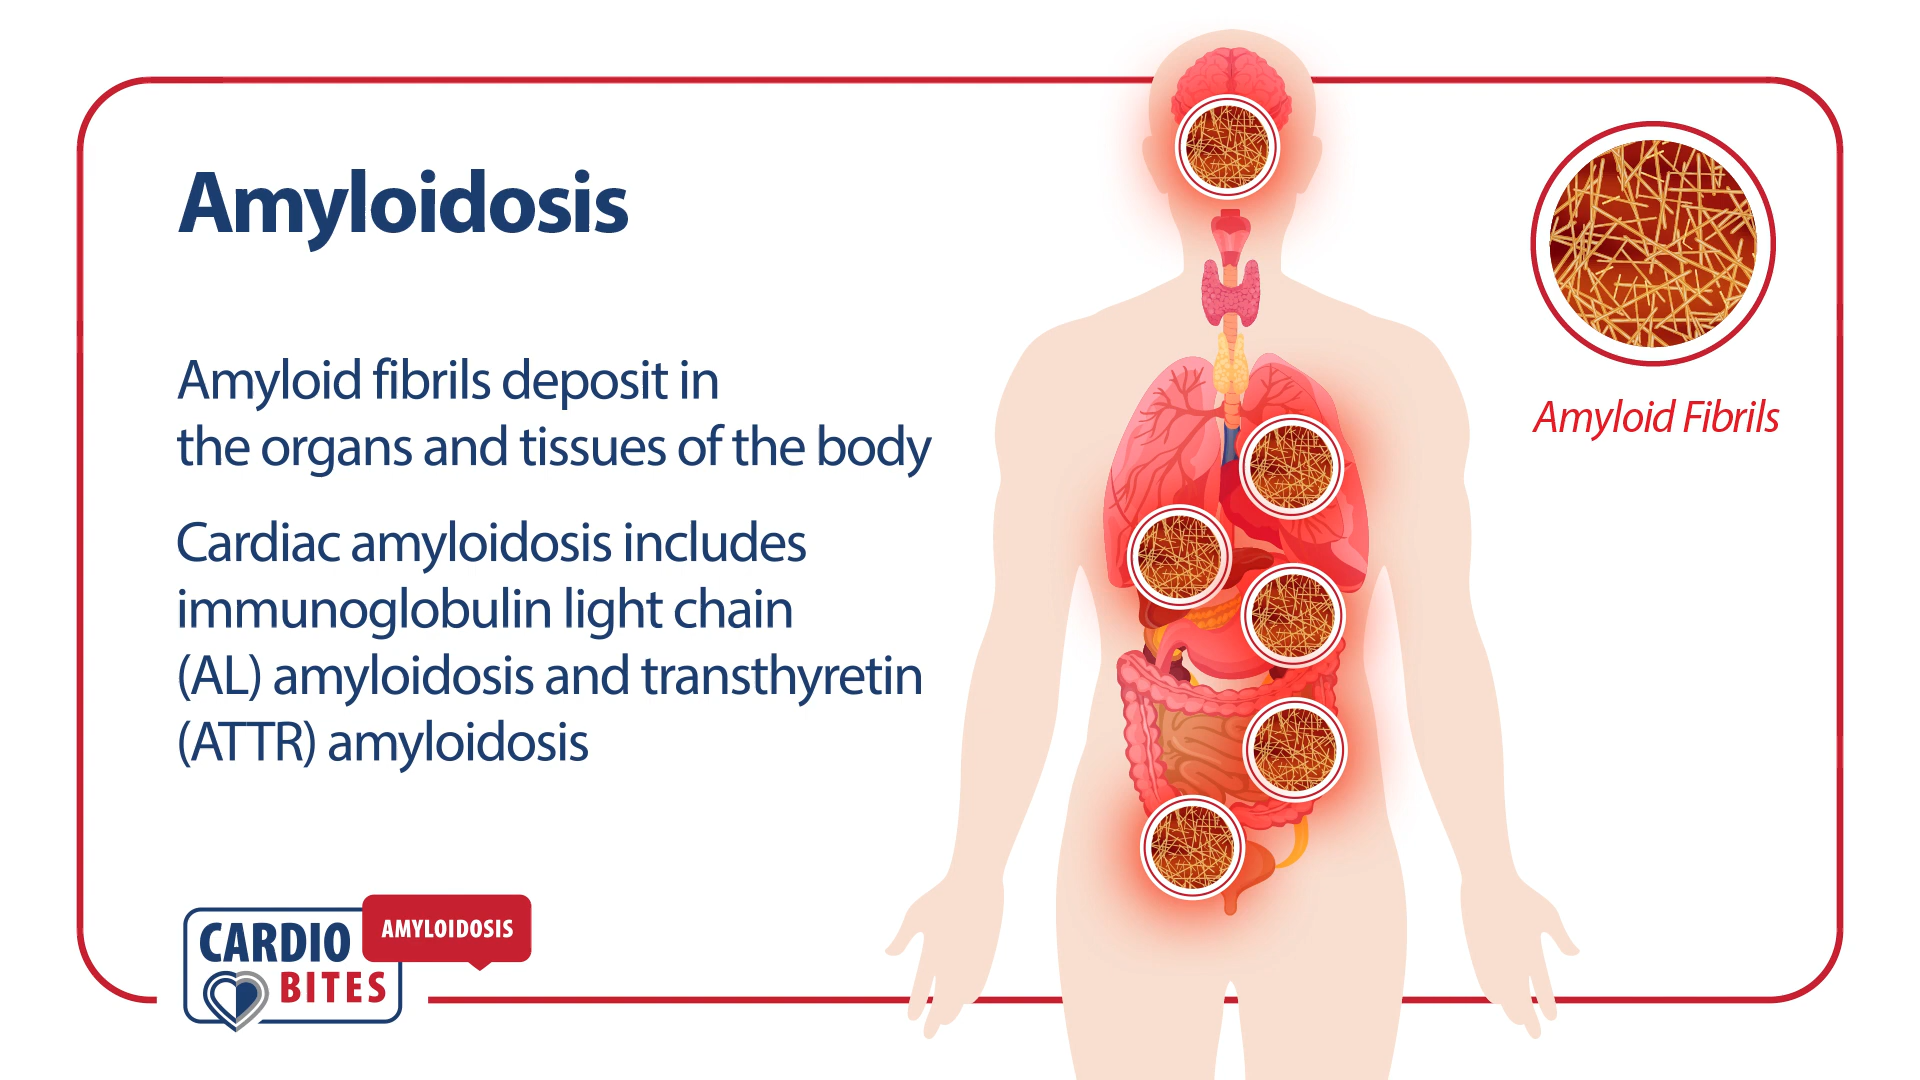 Amyloidosis
Amyloid fibrils deposit in
the organs and tissues of the body
Cardiac amyloidosis includes
immunoglobulin light chain
(AL) amyloidosis and transthyretin
(ATTR) amyloidosis
Amyloid Fibrils
CARDIO
BITES
AMYLOIDOSIS